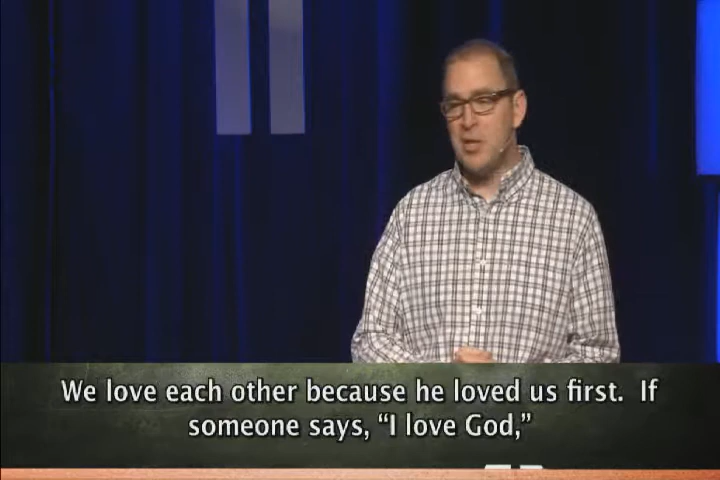 We love each other because he loved us first.  If
someone says, “I love God,”